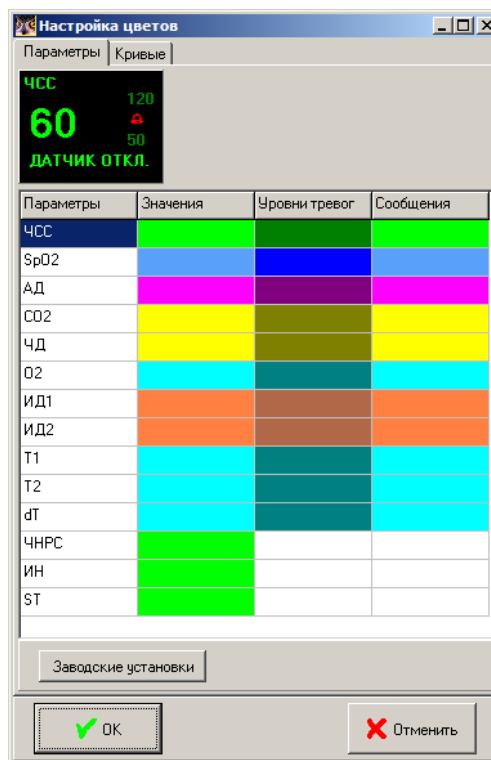 Настройка цветов
Параметры Кривые
ЧСС
120
60
50
ДАТЧИК ОТКЛ.
Параметры Значения Уровни тревог Сообщения
ЧСС
SpO2
АД
CO2
ЧД
O2
ИД1
ИД2
T1
T2
dT
ЧНРС
ИН
ST
Заводские установки
OK Отменить